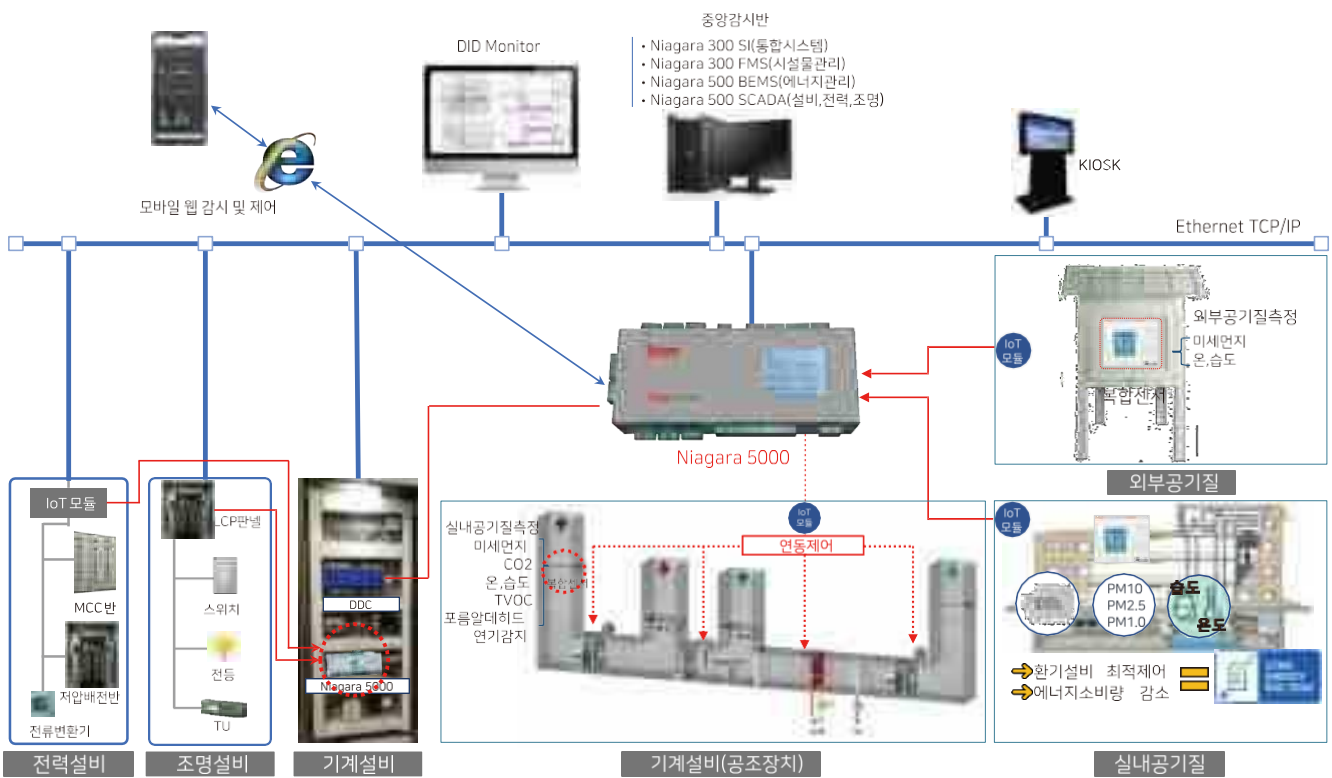 중앙감시반
• Niagara 300 SI(통합시스템)
• Niagara 300 FMS(시설물관리)
• Niagara 500 BEMS(에너지관리)
• Niagara 500 SCADA(설비,전력,조명)
DID Monitor
KIOSK
모바일 웹 감시 및 제어
Ethernet TCP/IP
Niagara 5000
IoT
모듈
외부공기질측정
미세먼지
온,습도
복합센서
외부공기질
IoT 모듈
MCC 반
저압배전반
전류변환기
전력설비
LCP판넬
스위치
전등
TU
조명설비
DDC
Niagara 5000
기계설비
실내공기질측정
미세먼지
CO2
온,습도
TVOC
포름알데히드
연기감지
복합센서
IoT
모듈
연동제어
기계설비(공조장치)
IoT
모듈
PM10
PM2.5
PM1.0
습도
온도
환기설비 최적제어
에너지소비량 감소
실내공기질